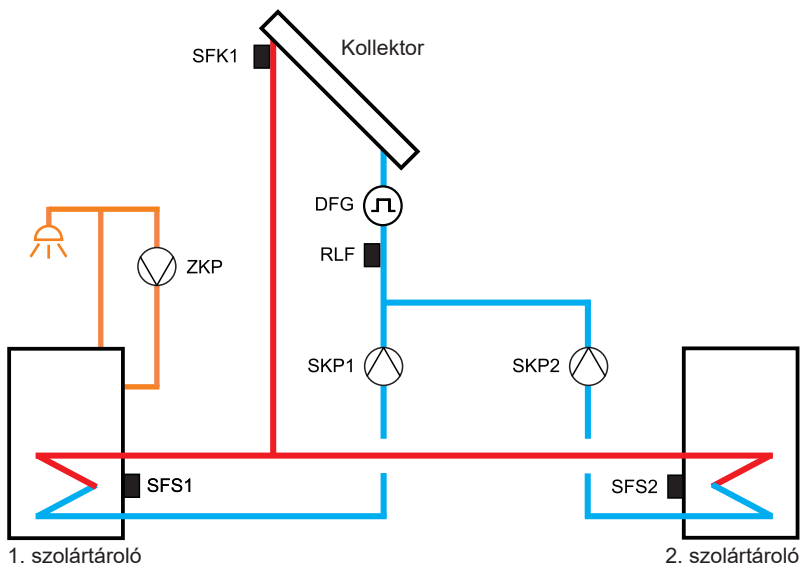 SFK1
Kollektor
DFG
RLF
ZKP
SKP1
SKP2
SFS1
SFS2
1. szolártároló
2. szolártároló